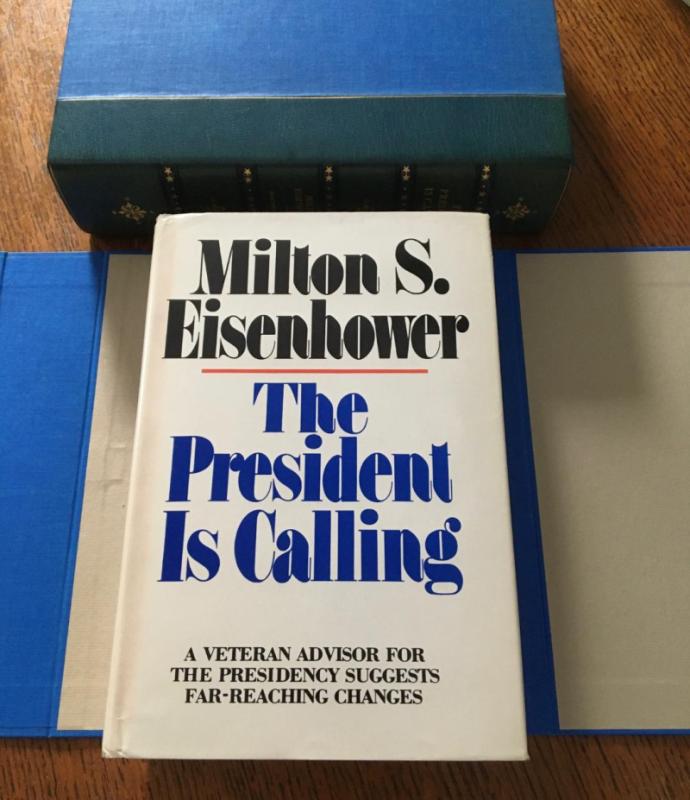 Milton S.
Eisenhower
The
President
Is Calling
A VETERAN ADVISOR FOR
THE PRESIDENCY SUGGESTS
FAR-REACHING CHANGES